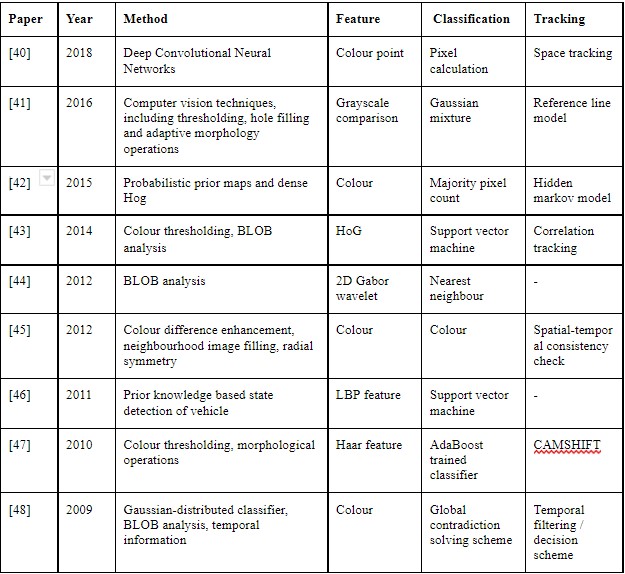 Paper Year Method Feature Classification Tracking
[40] 2018 Deep Convolutional Neural Colour point Pixel Space tracking
Networks calculation
[41] 2016 Computer vision techniques, Grayscale Gaussian Reference line
including thresholding, hole filling comparison mixture model
and adaptive morphology
operations
[42] 2015 Probabilistic prior maps and dense Colour Majority pixel Hidden
Hog count markov model
[43] 2014 Colour thresholding, BLOB HoG Support vector Correlation
analysis machine tracking
[44] 2012 BLOB analysis 2D Gabor Nearest -
wavelet neighbour
[45] 2012 Colour difference enhancement, Colour Colour Spatial-tempor
neighbourhood image filling, radial al consistency
symmetry check
[46] 2011 Prior knowledge based state LBP feature Support vector -
detection of vehicle machine
[47] 2010 Colour thresholding, morphological Haar feature AdaBoost CAMSHIFT
operations trained
classifier
[48] 2009 Gaussian-distributed classifier, Colour Global Temporal
BLOB analysis, temporal contradiction filtering /
information solving scheme decision
scheme